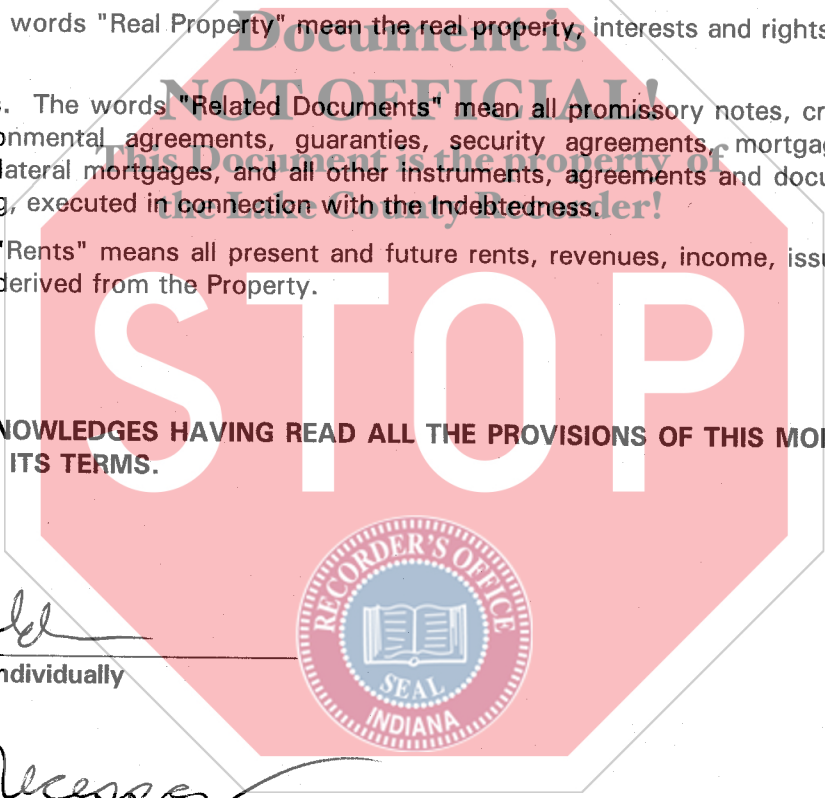 words "Real Property" mean the real property, interests and rights
Document is
NOT OFFICIAL!
s. The words "Related Documents" mean all promissory notes, cr
onmental agreements, guaranties, security agreements, mortgag
This Document is the property of
lateral mortgages, and all other instruments, agreements and docu
g, executed in connection with the Indebtedness.
the Lake County Recorder!
"Rents" means all present and future rents, revenues, income, issu
derived from the Property.
STOP
NOWLEDGES HAVING READ ALL THE PROVISIONS OF THIS MOR
ITS TERMS.
RECORDER'S OFFICE
SEAL
INDIANA
ndividually